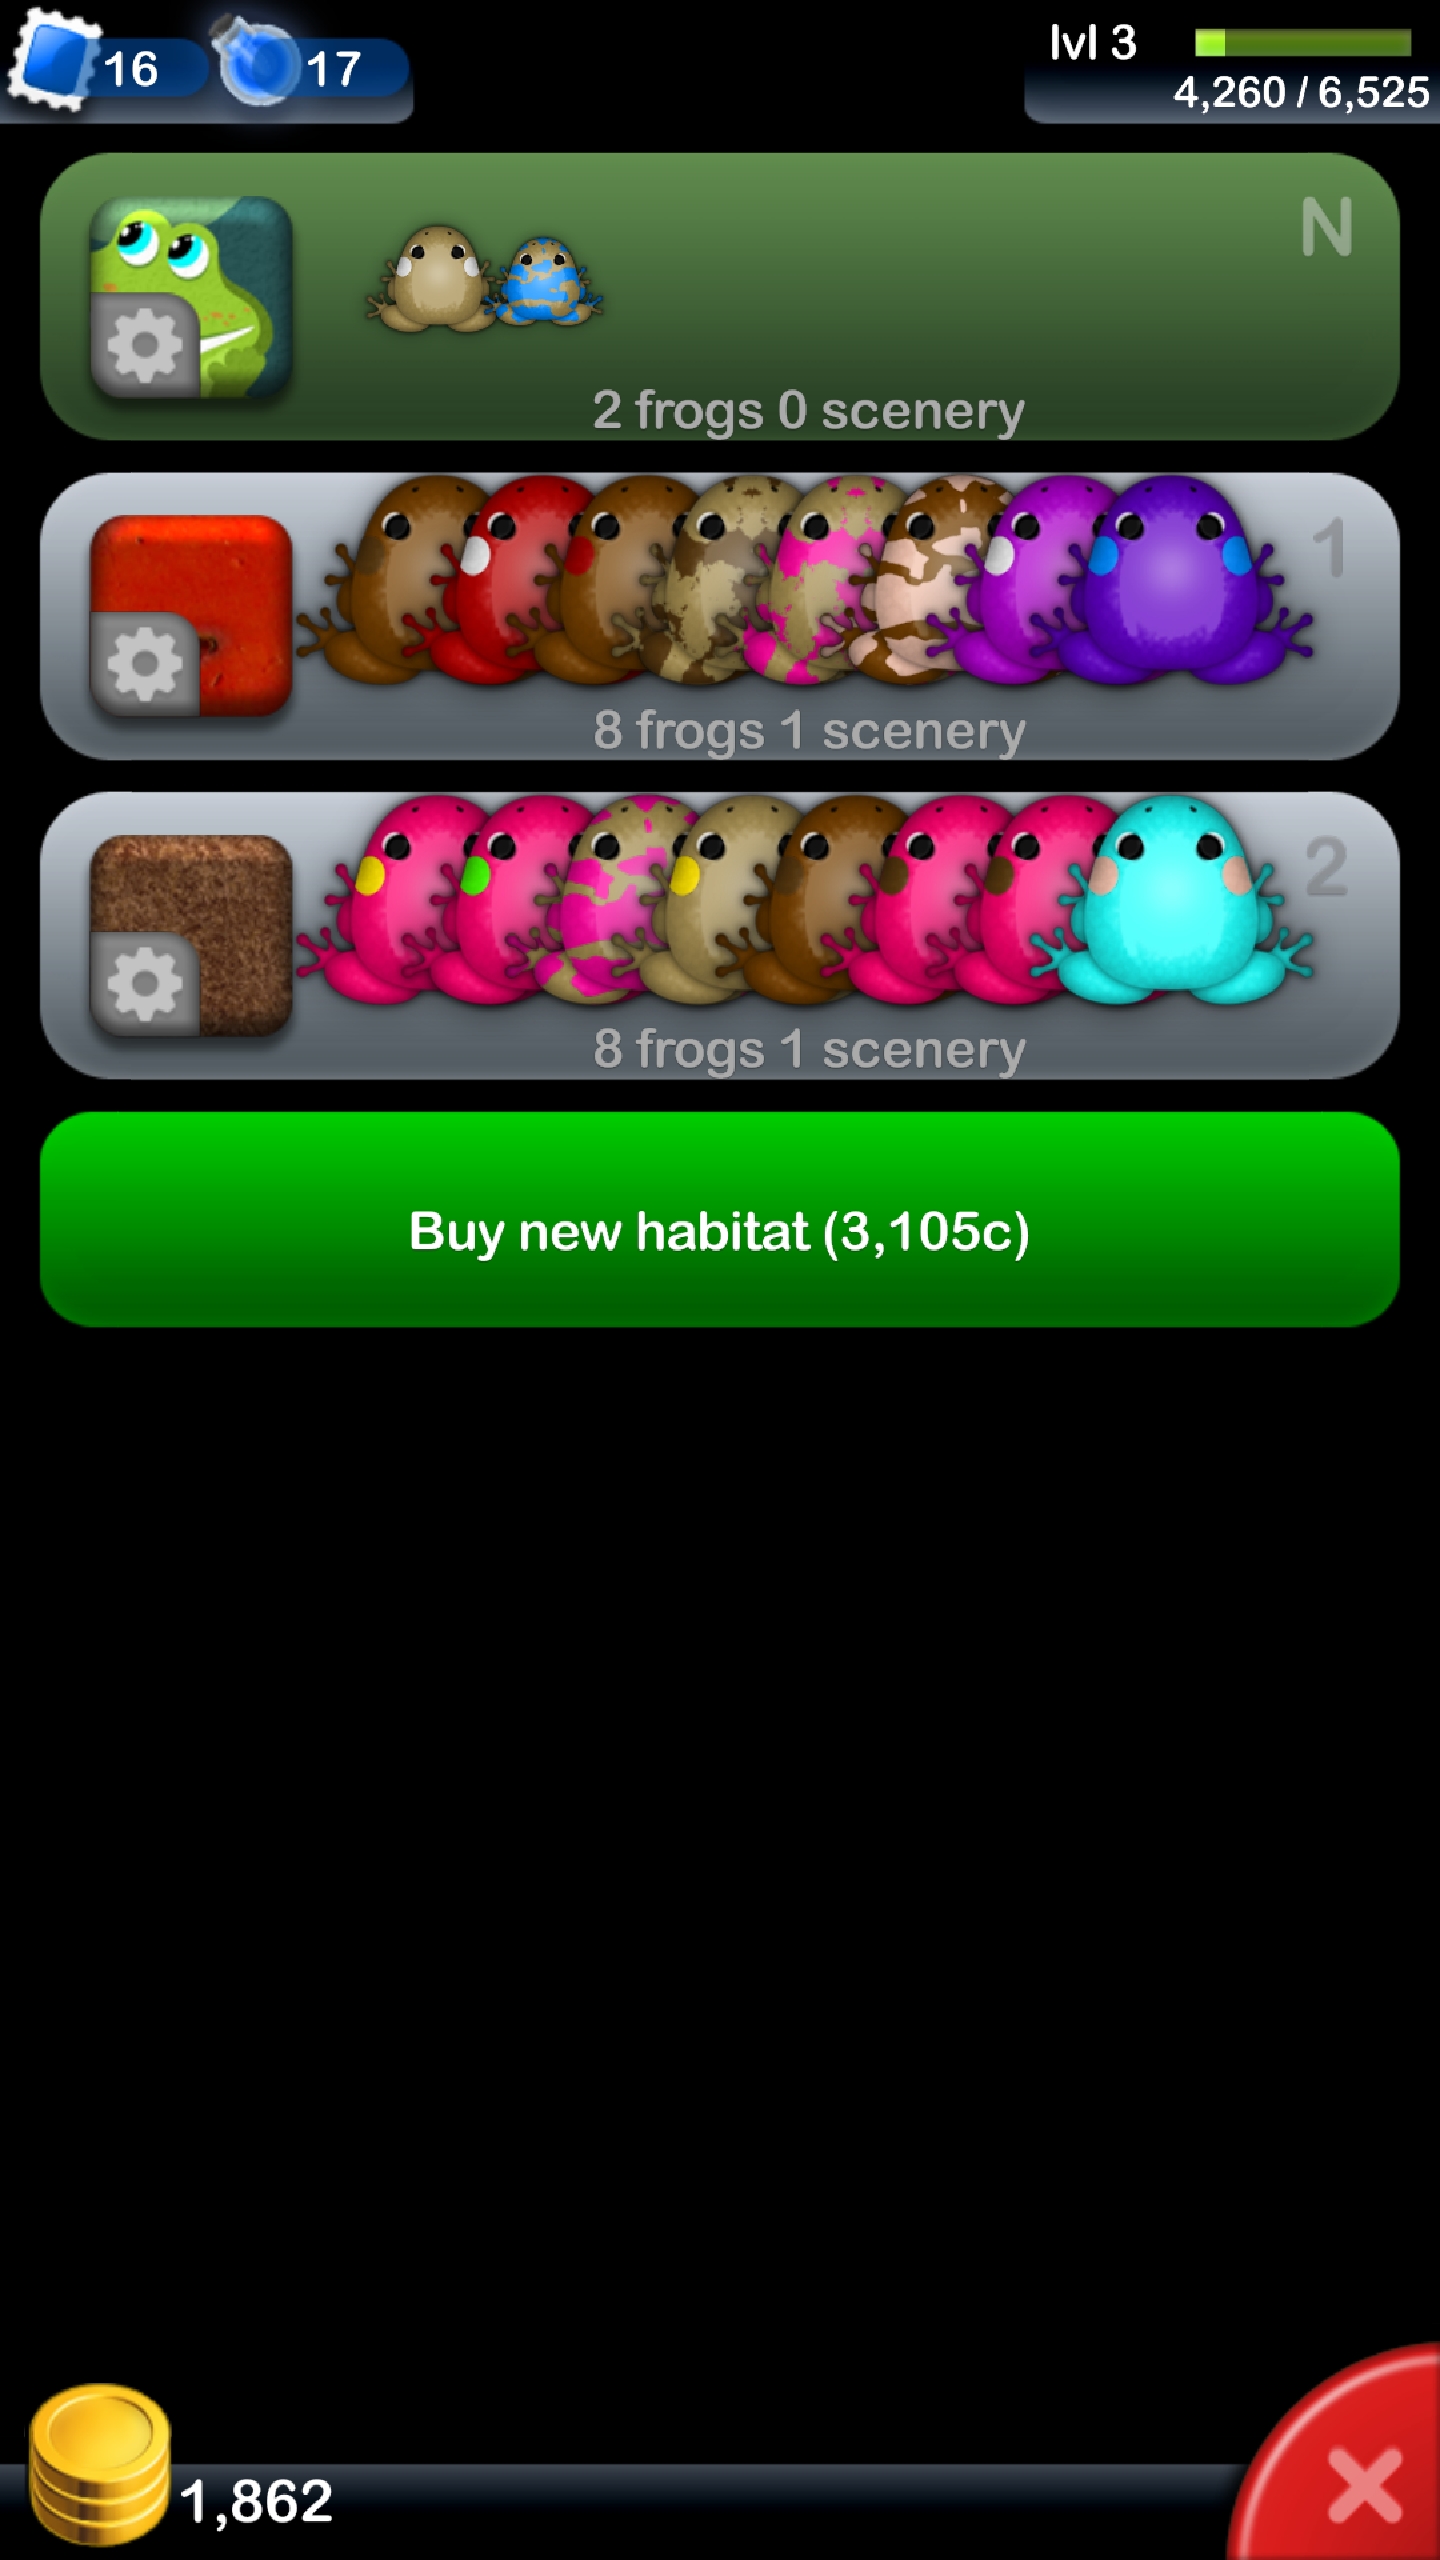 16 17 lvl 3
4,260 / 6,525
N
2 frogs 0 scenery
1
8 frogs 1 scenery
2
8 frogs 1 scenery
Buy new habitat (3,105c)
1,862